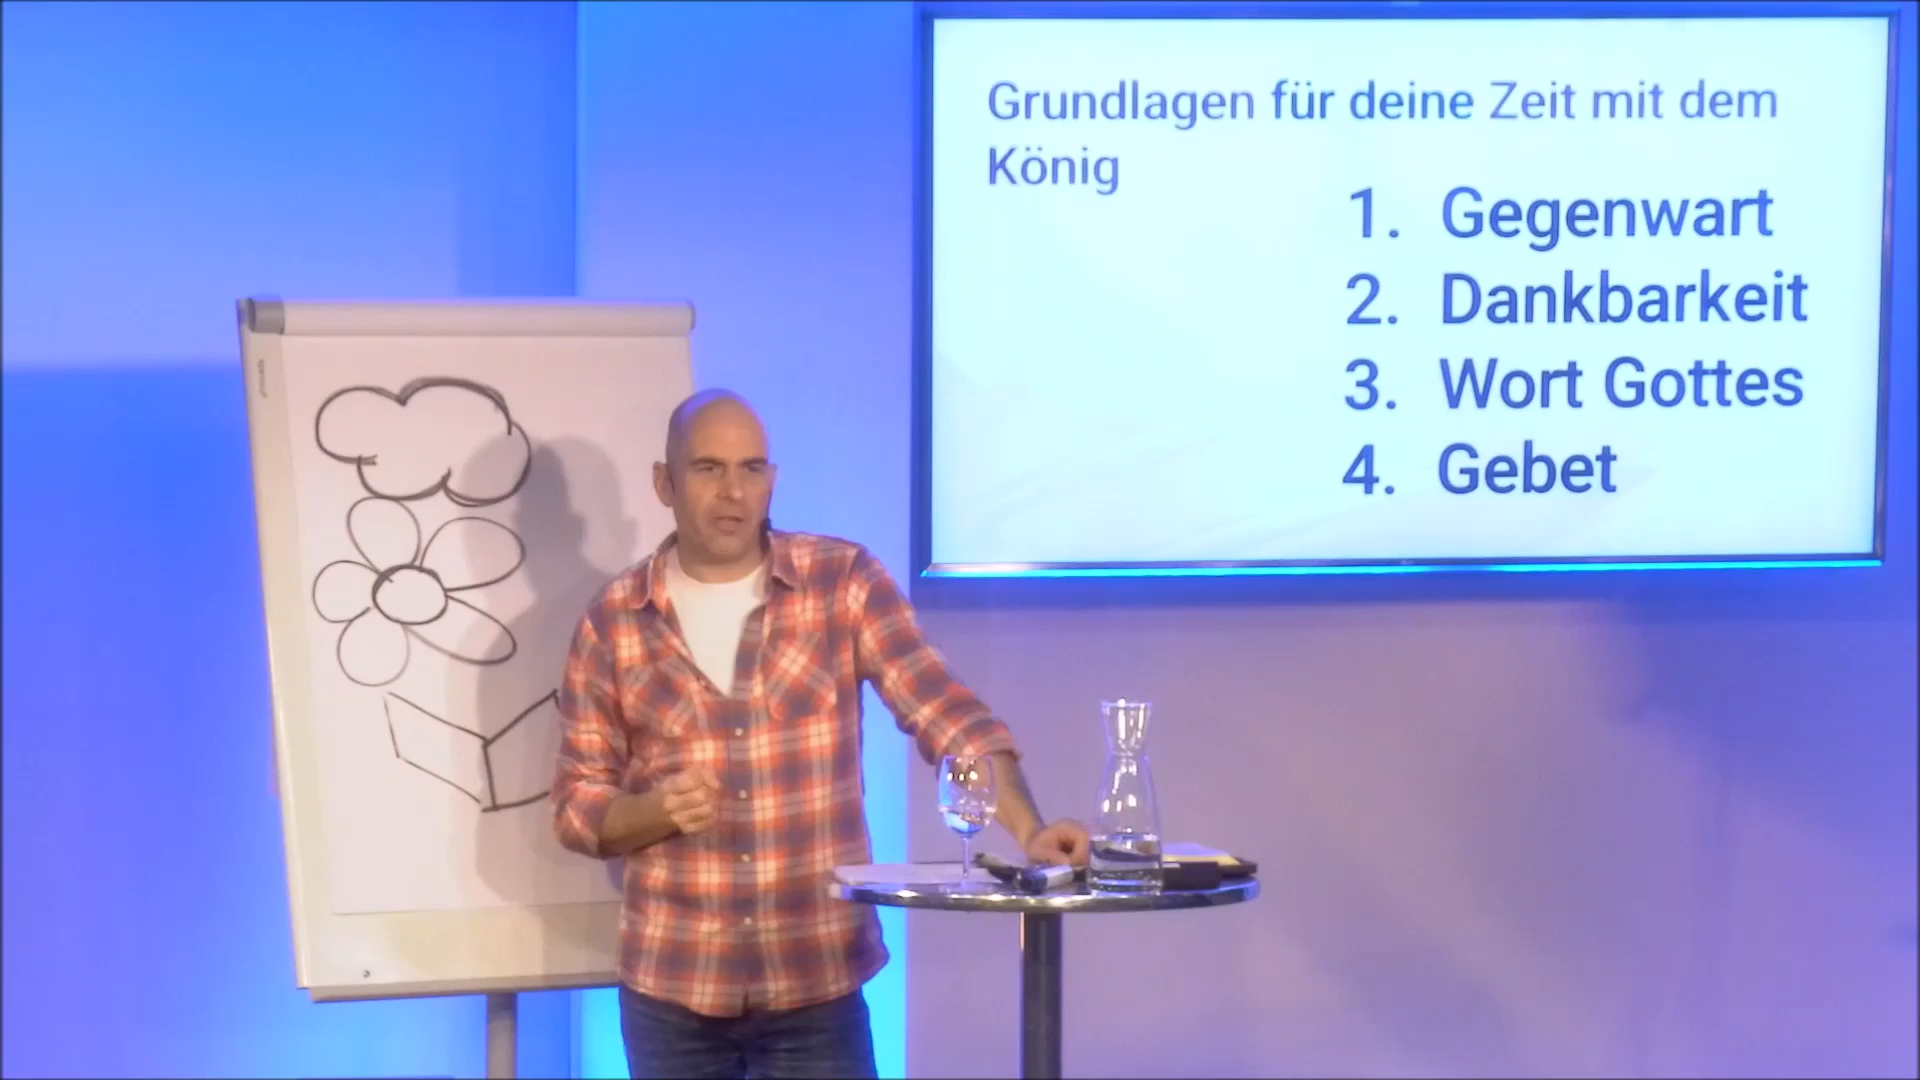 Grundlagen für deine Zeit mit dem
König
1. Gegenwart
2. Dankbarkeit
3. Wort Gottes
4. Gebet